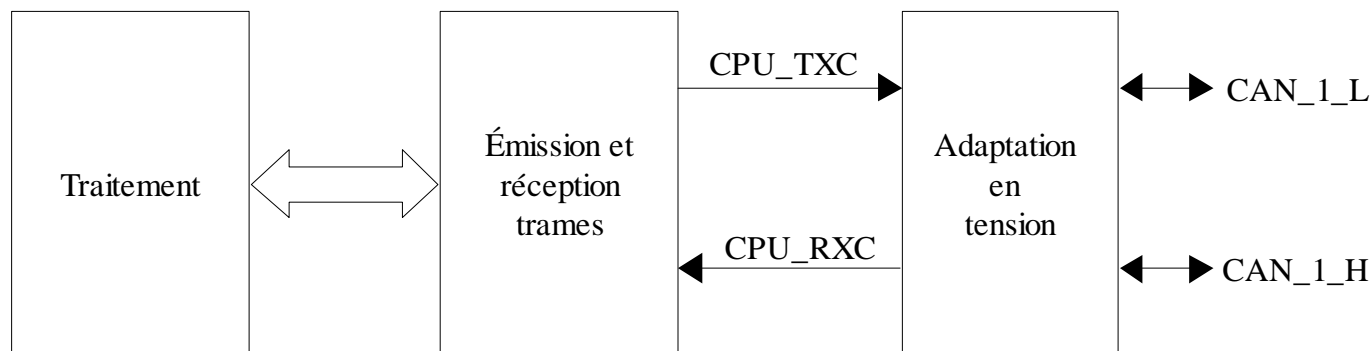 Traitement
Émission et
réception
trames
CPU_TXC
CPU_RXC
Adaptation
en
tension
CAN_1_L
CAN_1_H